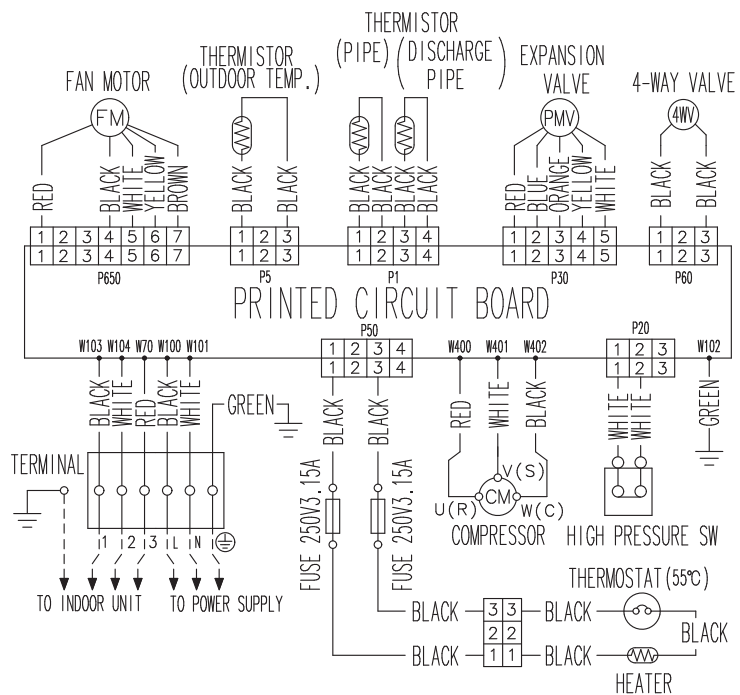 THERMISTOR
(PIPE) (DISCHARGE PIPE)
THERMISTOR
(OUTDOOR TEMP.)
FAN MOTOR
EXPANSION
VALVE
4-WAY VALVE
FM
PMV
4WV
RED
BLACK
WHITE
YELLOW
BROWN
BLACK
BLACK
BLACK
BLACK
BLACK
BLACK
RED
BLUE
ORANGE
YELLOW
WHITE
BLACK
BLACK
1 2 3 4 5 6 7
1 2 3 4 5 6 7
1 2 3
1 2 3
1 2 3 4
1 2 3 4
1 2 3 4 5
1 2 3 4 5
1 2 3
1 2 3
P650
P5
P1
P30
P60
PRINTED CIRCUIT BOARD
W103 W104 W70 W100 W101
P50
1 2 3 4
1 2 3 4
W400 W401 W402
P20
1 2 3
1 2 3
W102
BLACK
WHITE
RED
BLACK
WHITE
GREEN
BLACK
BLACK
RED
WHITE
BLACK
WHITE
WHITE
GREEN
TERMINAL
FUSE 250V3.15A
FUSE 250V3.15A
V(S)
CM
U(R)
W(C)
COMPRESSOR
HIGH PRESSURE SW
1 2 3 L N
TO INDOOR UNIT
TO POWER SUPPLY
THERMOSTAT(55℃)
BLACK
3 3
BLACK
2 2
BLACK
BLACK
1 1
BLACK
HEATER